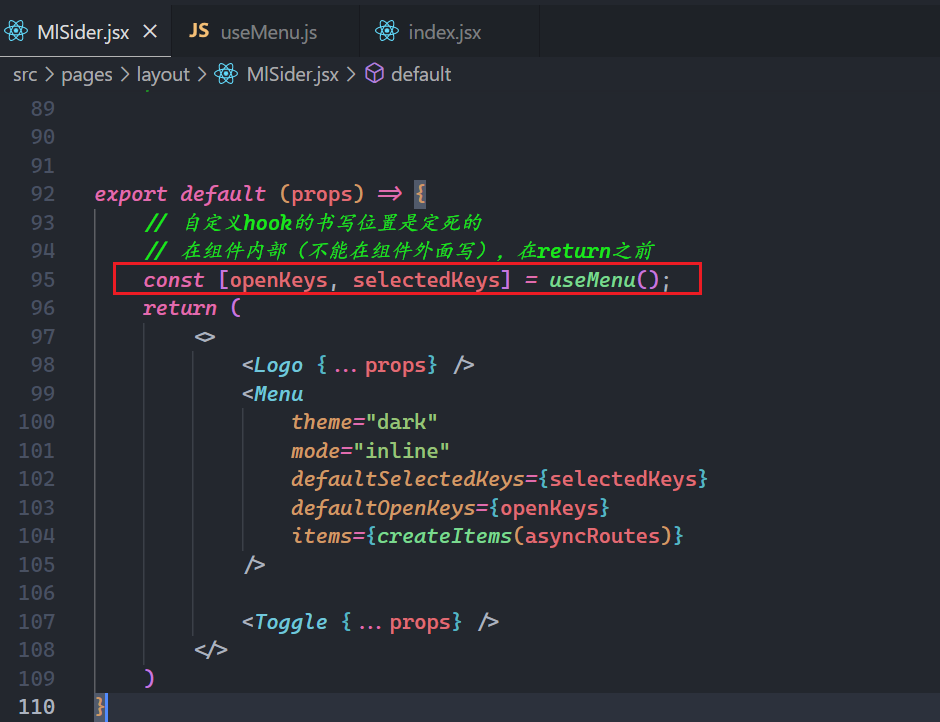 MlSider.jsx
JS useMenu.js
index.jsx
src > pages > layout > MlSider.jsx > default
89
90
91
92 export default (props) => {
93 // 自定义hook的书写位置是定死的
94 // 在组件内部（不能在组件外面写），在return之前
95 const [openKeys, selectedKeys] = useMenu();
96 return (
97 <>
98 <Logo {...props} />
99 <Menu
100 theme="dark"
101 mode="inline"
102 defaultSelectedKeys={selectedKeys}
103 defaultOpenKeys={openKeys}
104 items={createItems(asyncRoutes)}
105 />
106
107 <Toggle {...props} />
108 </>
109 )
110 }